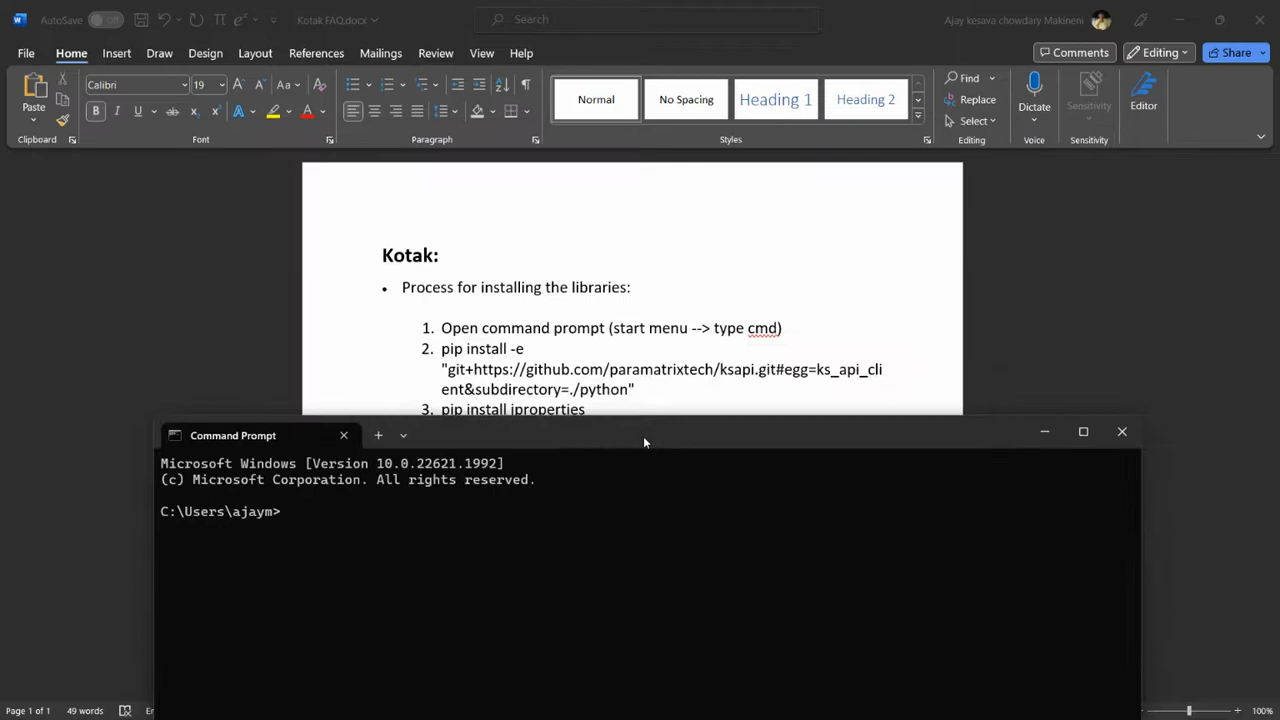 AutoSave Off Kotak FAQ.docx Search Ajay kesava chowdary Makineni
File Home Insert Draw Design Layout References Mailings Review View Help Comments Editing Share
Paste Calibri 19 Aa B I U ab x₂ x² A Normal No Spacing Heading 1 Heading 2 Find Replace Select Dictate Sensitivity Editor
Clipboard Font Paragraph Styles Editing Voice Sensitivity Editor
Kotak:
• Process for installing the libraries:
1. Open command prompt (start menu --> type cmd)
2. pip install -e
"git+https://github.com/paramatrixtech/ksapi.git#egg=ks_api_cli
ent&subdirectory=./python"
3. pip install jproperties
Command Prompt
Microsoft Windows [Version 10.0.22621.1992]
(c) Microsoft Corporation. All rights reserved.
C:\Users\ajaym>
Page 1 of 1 49 words 100%